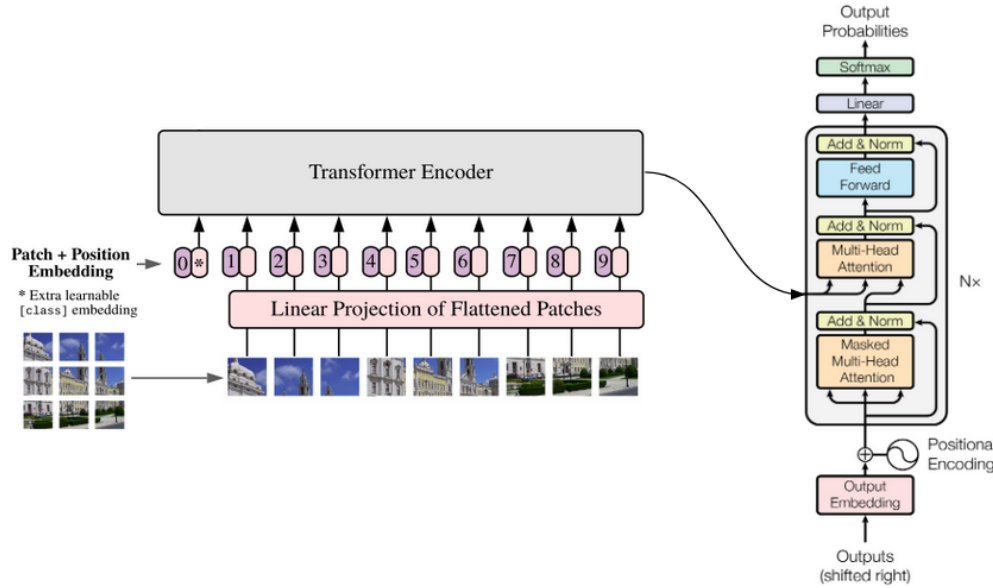 Transformer Encoder
Patch + Position
Embedding
0 * 1 2 3 4 5 6 7 8 9
* Extra learnable
[class] embedding
Linear Projection of Flattened Patches
Output
Probabilities
Softmax
Linear
Add & Norm
Feed
Forward
Add & Norm
Multi-Head
Attention
N×
Add & Norm
Masked
Multi-Head
Attention
Positiona
Encoding
Output
Embedding
Outputs
(shifted right)